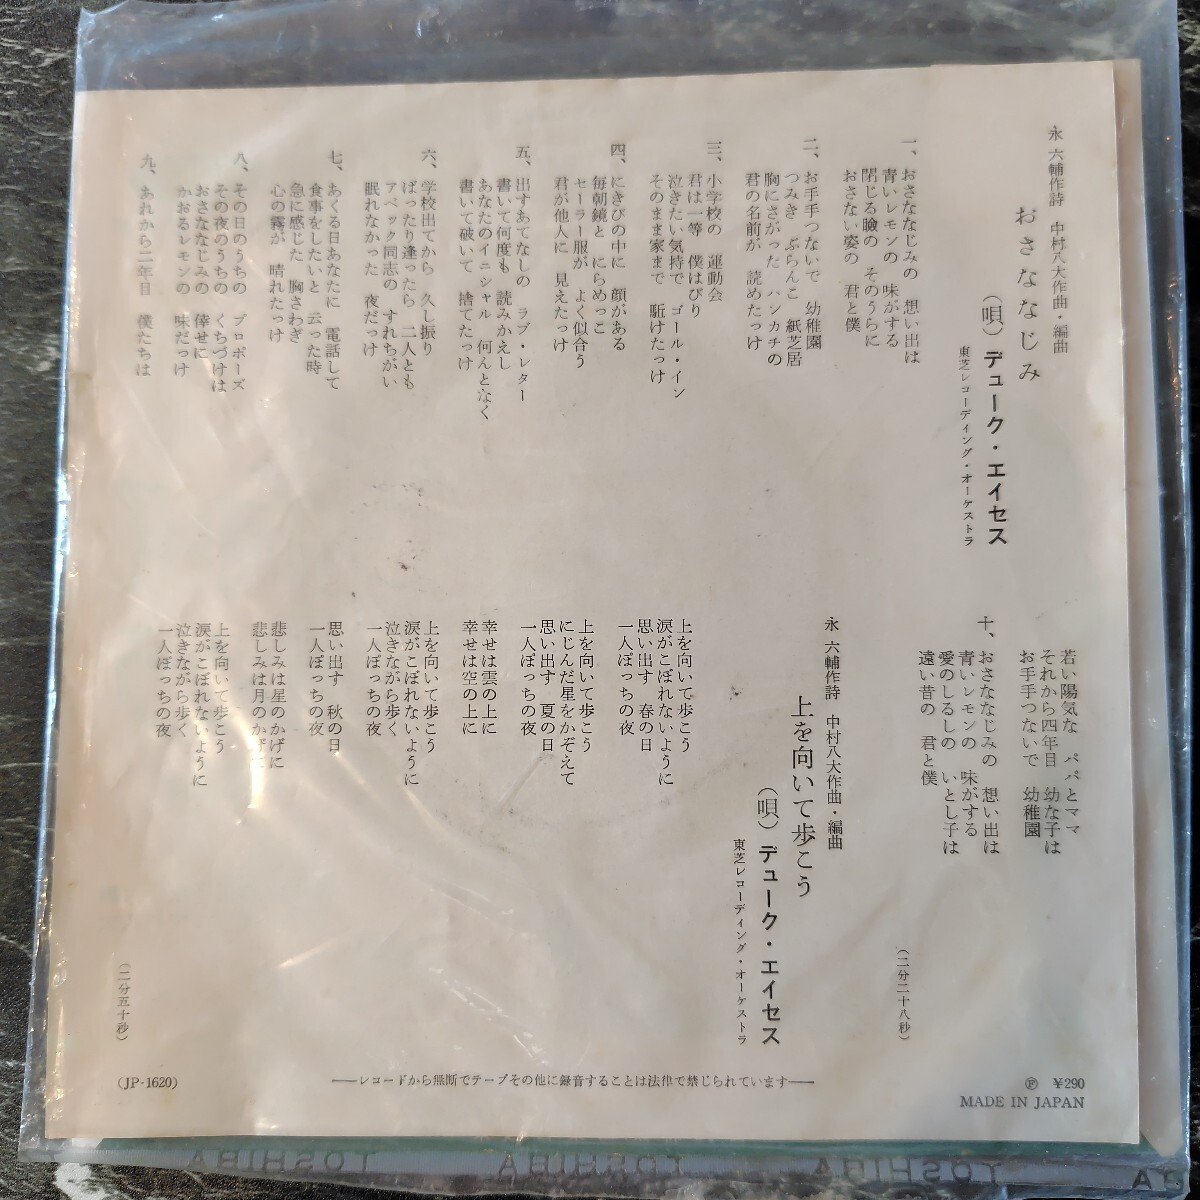 永 六輔作詩 中村八大作曲・編曲
おさななじみ
(唄) デューク・エイセス
東芝レコーディング・オーケストラ
一、おさななじみの 想い出は
青いレモンの 味がする
閉じる瞼の そのうらに
おさない姿の 君と僕
二、お手手つないで 幼稚園
つみき ぶらんこ 紙芝居
胸にさがった ハンカチの
君の名前が 読めたっけ
三、小学校の 運動会
君は一等 僕はびり
泣きたい気持で ゴール・イン
そのまま家まで 駈けたっけ
四、にきびの中に 顔がある
毎朝鏡と にらめっこ
セーラー服が よく似合う
君が他人に 見えたっけ
五、出すあてなしの ラブ・レター
書いて何度も 読みかえし
あなたのイニシャル 何んとなく
書いて破いて 捨てたっけ
六、学校出てから 久し振り
ばったり逢ったら 二人とも
アベック同志の すれちがい
眠れなかった 夜だっけ
七、あくる日あなたに 電話して
食事をしたいと 云った時
急に感じた 胸さわぎ
心の霧が 晴れたっけ
八、その日のうちの プロポーズ
その夜のうちの くちづけは
おさななじみの 倖せに
かおるレモンの 味だっけ
九、あれから二年目 僕たちは
若い陽気な パパとママ
それから四年目 幼な子は
お手手つないで 幼稚園
十、おさななじみの 想い出は
青いレモンの 味がする
愛のしるしの いとし子は
遠い昔の 君と僕
(二分二十八秒)
永 六輔作詩 中村八大作曲・編曲
上を向いて歩こう
(唄) デューク・エイセス
東芝レコーディング・オーケストラ
上を向いて歩こう
涙がこぼれないように
思い出す 春の日
一人ぽっちの夜
上を向いて歩こう
にじんだ星をかぞえて
思い出す 夏の日
一人ぽっちの夜
幸せは雲の上に
幸せは空の上に
上を向いて歩こう
涙がこぼれないように
泣きながら歩く
一人ぽっちの夜
思い出す 秋の日
一人ぽっちの夜
悲しみは星のかげに
悲しみは月のかげに
上を向いて歩こう
涙がこぼれないように
泣きながら歩く
一人ぽっちの夜
(二分五十秒)
(JP-1620)
——レコードから無断でテープその他に録音することは法律で禁じられています——
Ⓟ ¥290
MADE IN JAPAN
TOSHIBA TOSHIBA TOSHIBA